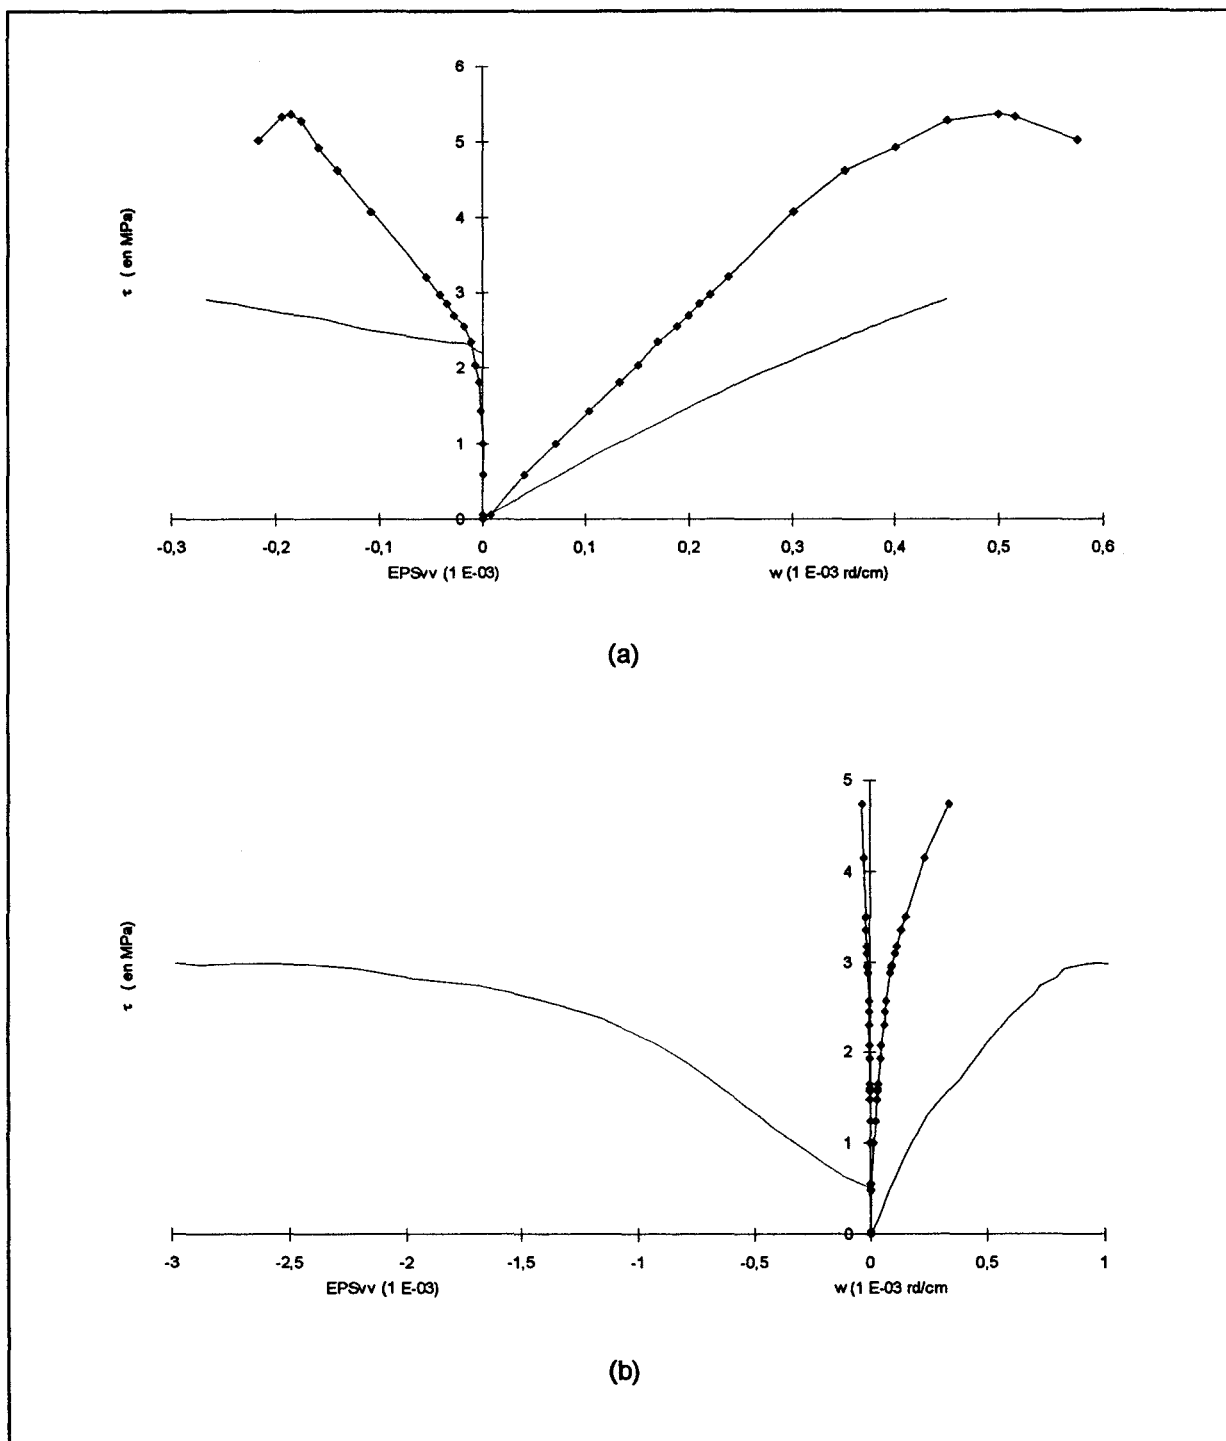 6
5
4
3
2
1
0
τ ( en MPa)
-0,3 -0,2 -0,1 0 0,1 0,2 0,3 0,4 0,5 0,6
EPSvv (1 E-03) w (1 E-03 rd/cm)
(a)
5
4
3
2
1
0
τ ( en MPa)
-3 -2,5 -2 -1,5 -1 -0,5 0 0,5 1
EPSvv (1 E-03) w (1 E-03 rd/cm
(b)